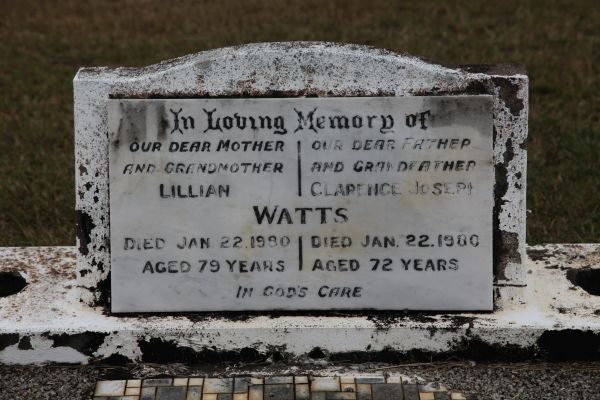 In Loving Memory of
OUR DEAR MOTHER
AND GRANDMOTHER
LILLIAN
OUR DEAR FATHER
AND GRANDFATHER
CLARENCE JOSEPH
WATTS
DIED JAN. 22. 1980
AGED 79 YEARS
DIED JAN. 22. 1980
AGED 72 YEARS
IN GOD'S CARE